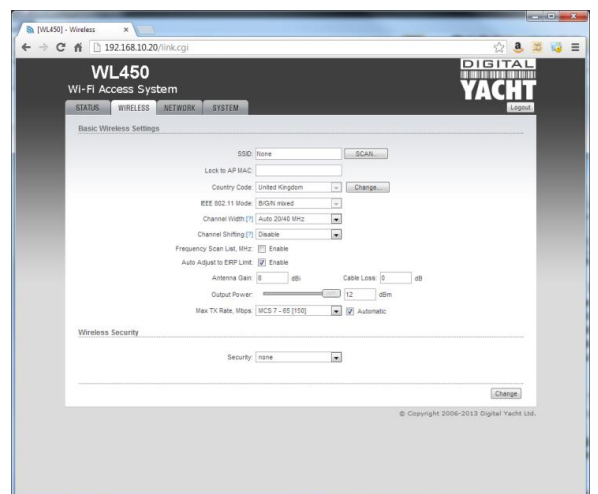 [WL450] - Wireless
192.168.10.20/link.cgi
WL450
Wi-Fi Access System
DIGITAL
YACHT
STATUS WIRELESS NETWORK SYSTEM
Logout
Basic Wireless Settings
SSID: None SCAN..
Lock to AP MAC:
Country Code: United Kingdom Change...
IEEE 802.11 Mode: B/G/N mixed
Channel Width:[?] Auto 20/40 MHz
Channel Shifting:[?] Disable
Frequency Scan List, MHz: Enable
Auto Adjust to EIRP Limit: Enable
Antenna Gain: 8 dBi Cable Loss: 0 dB
Output Power: 12 dBm
Max TX Rate, Mbps: MCS 7 - 65 [150] Automatic
Wireless Security
Security: none
Change
© Copyright 2006-2013 Digital Yacht Ltd.